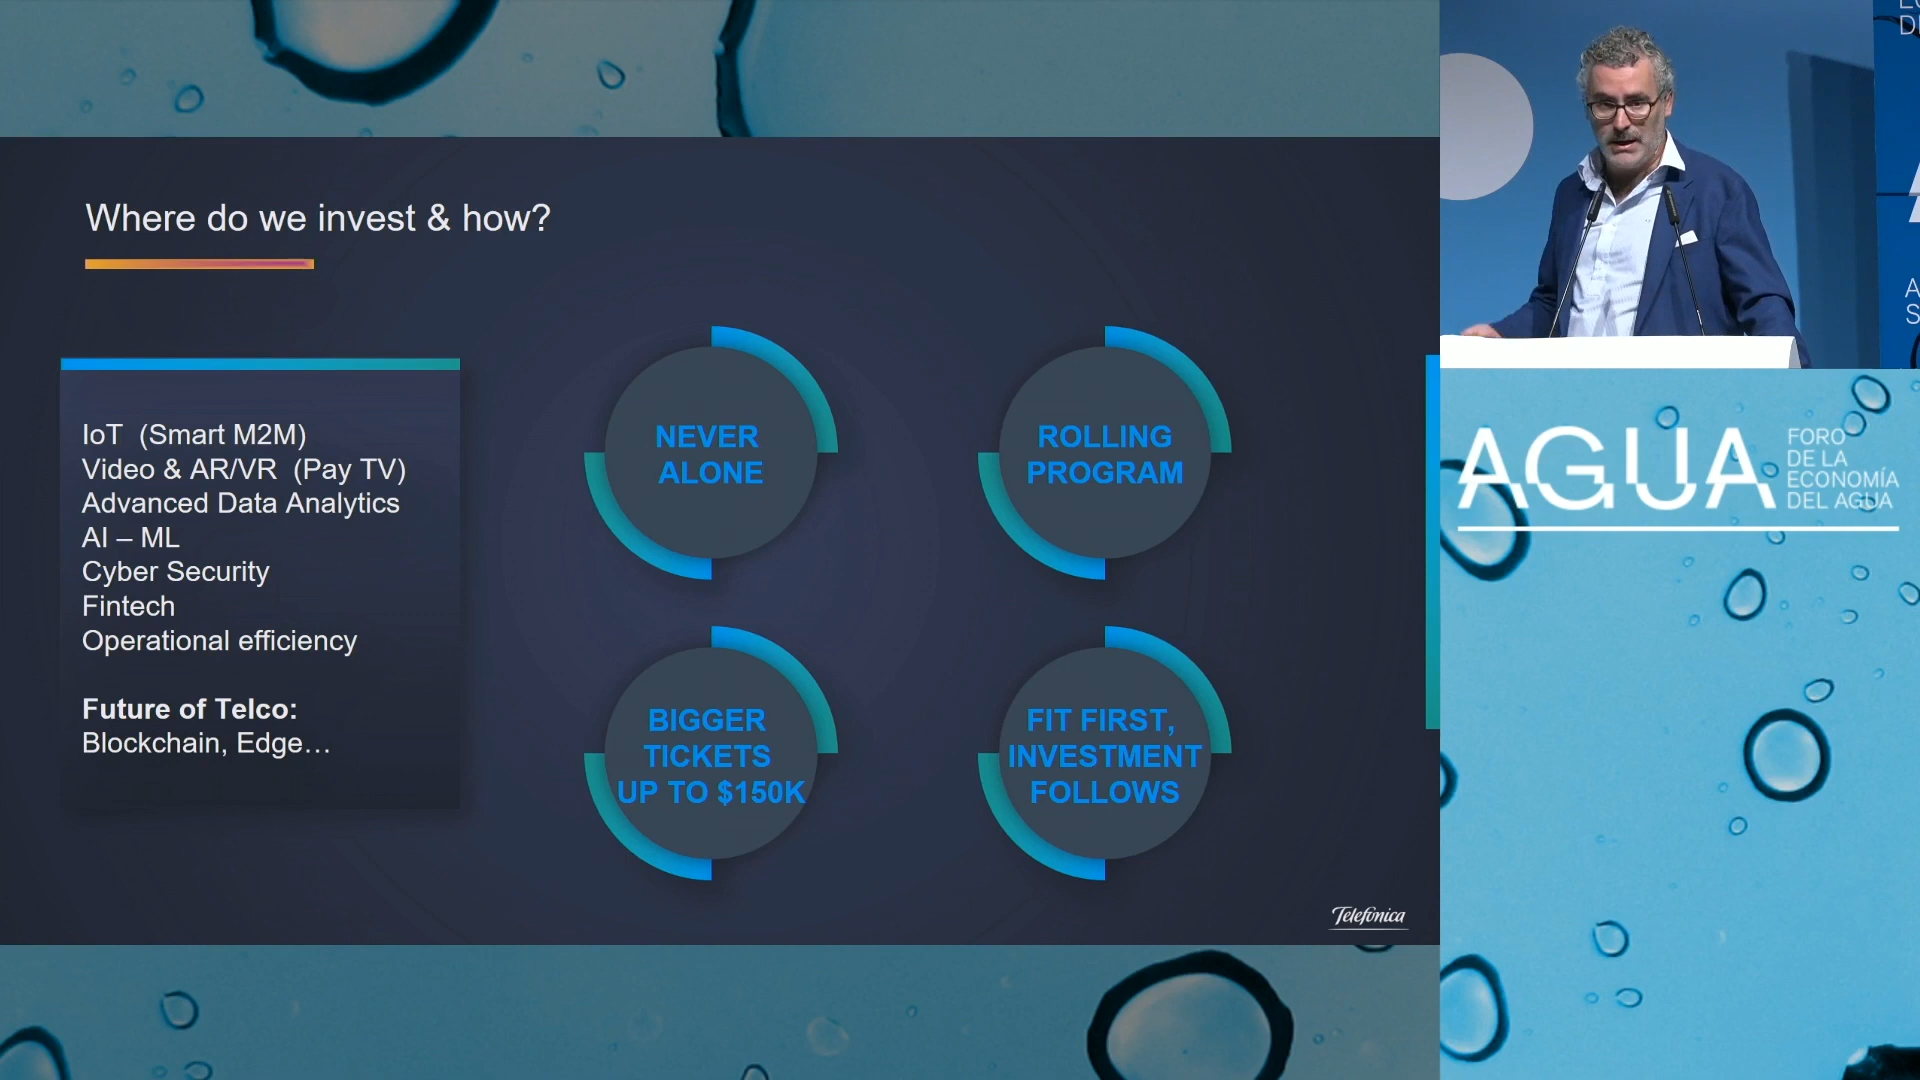 Where do we invest & how?
IoT  (Smart M2M)
Video & AR/VR  (Pay TV)
Advanced Data Analytics
AI – ML
Cyber Security
Fintech
Operational efficiency
Future of Telco:
Blockchain, Edge…
NEVER
ALONE
ROLLING
PROGRAM
BIGGER
TICKETS
UP TO $150K
FIT FIRST,
INVESTMENT
FOLLOWS
Telefónica
AGUA
FORO
DE LA
ECONOMÍA
DEL AGUA